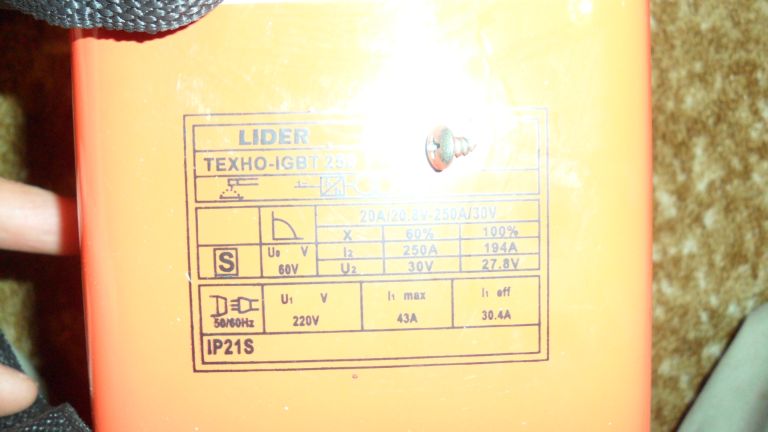 LIDER
ТЕХНО-IGBT
20A/20.8V-250A/30V
X 60% 100%
S U₀ V 60V I₂ 250A 194A
U₂ 30V 27.8V
U₁ V I₁ max I₁ eff
50/60Hz 220V 43A 30.4A
IP21S